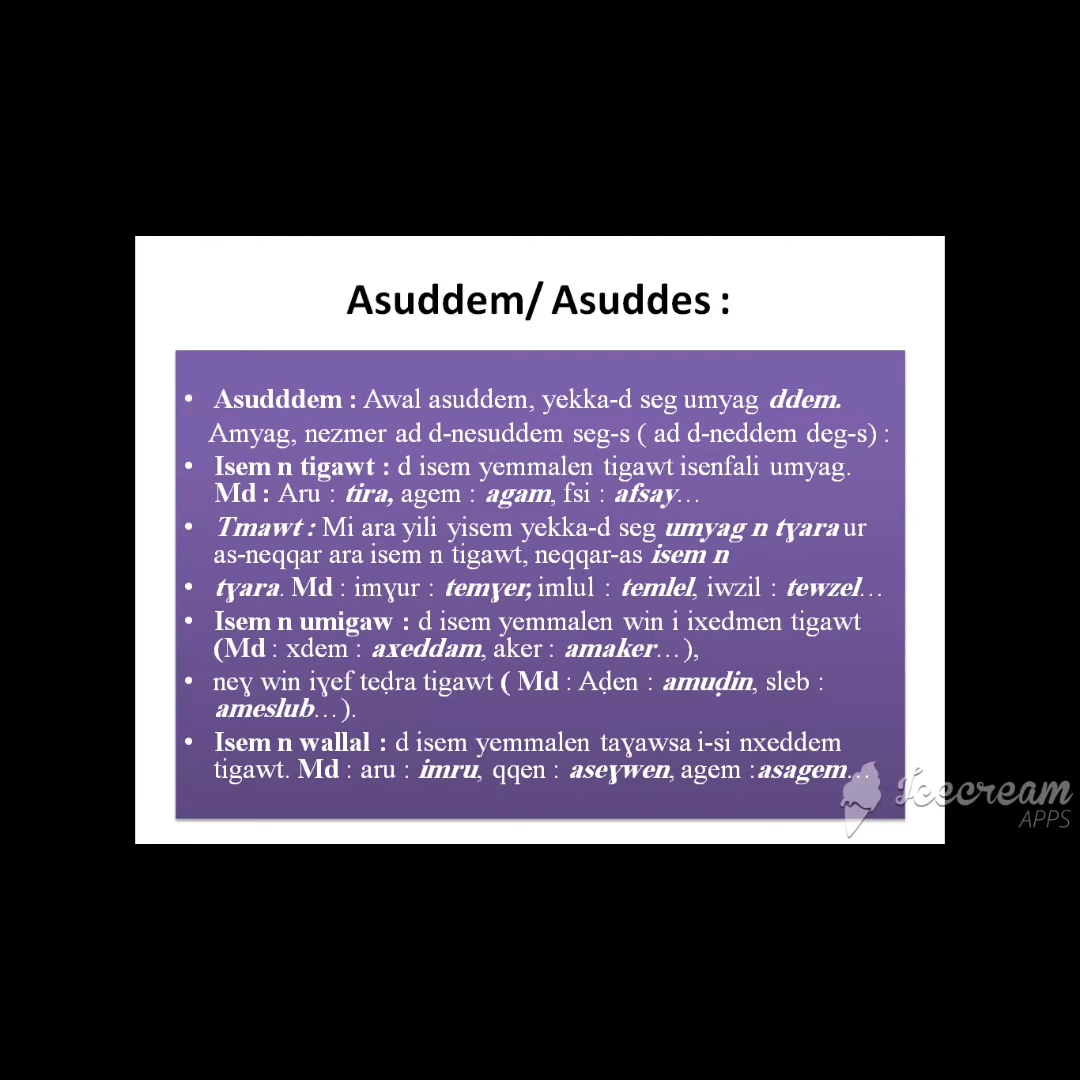 Asuddem/ Asuddes :
• Asudddem : Awal asuddem, yekka-d seg umyag ddem.
Amyag, nezmer ad d-nesuddem seg-s ( ad d-neddem deg-s) :
• Isem n tigawt : d isem yemmalen tigawt isenfali umyag.
Md : Aru : tira, agem : agam, fsi : afsay…
• Tmawt : Mi ara yili yisem yekka-d seg umyag n tɣara ur
as-neqqar ara isem n tigawt, neqqar-as isem n
• tɣara. Md : imɣur : temɣer, imlul : temlel, iwzil : tewzel…
• Isem n umigaw : d isem yemmalen win i ixedmen tigawt
(Md : xdem : axeddam, aker : amaker…),
• neɣ win iɣef teḍra tigawt ( Md : Aḍen : amuḍin, sleb :
ameslub…).
• Isem n wallal : d isem yemmalen taɣawsa i-si nxeddem
tigawt. Md : aru : imru, qqen : aseɣwen, agem :asagem…
Icecream
APPS